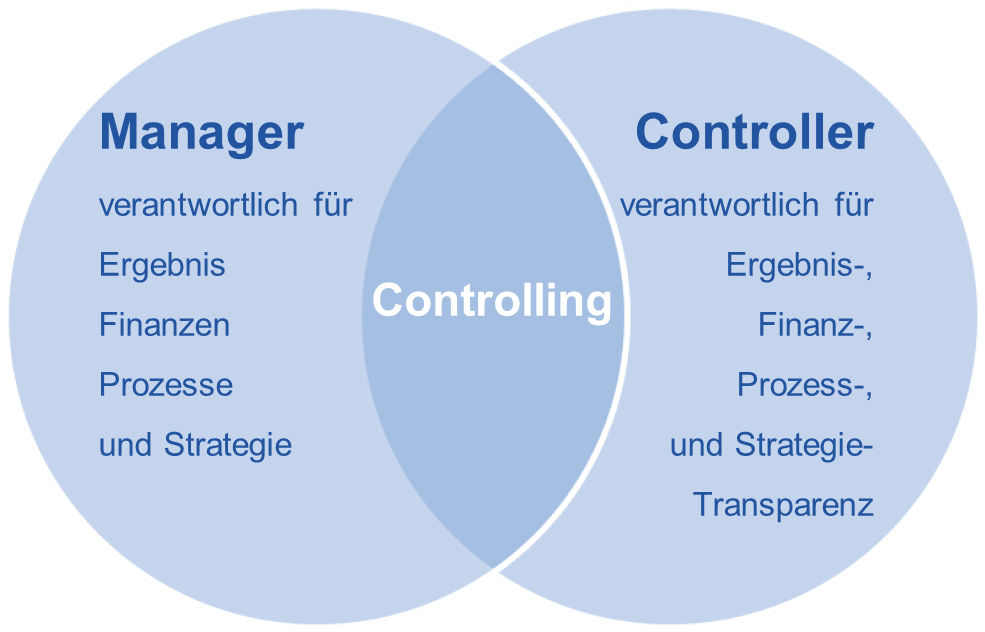 Manager
verantwortlich für
Ergebnis
Finanzen
Prozesse
und Strategie
Controlling
Controller
verantwortlich für
Ergebnis-,
Finanz-,
Prozess-,
und Strategie-
Transparenz